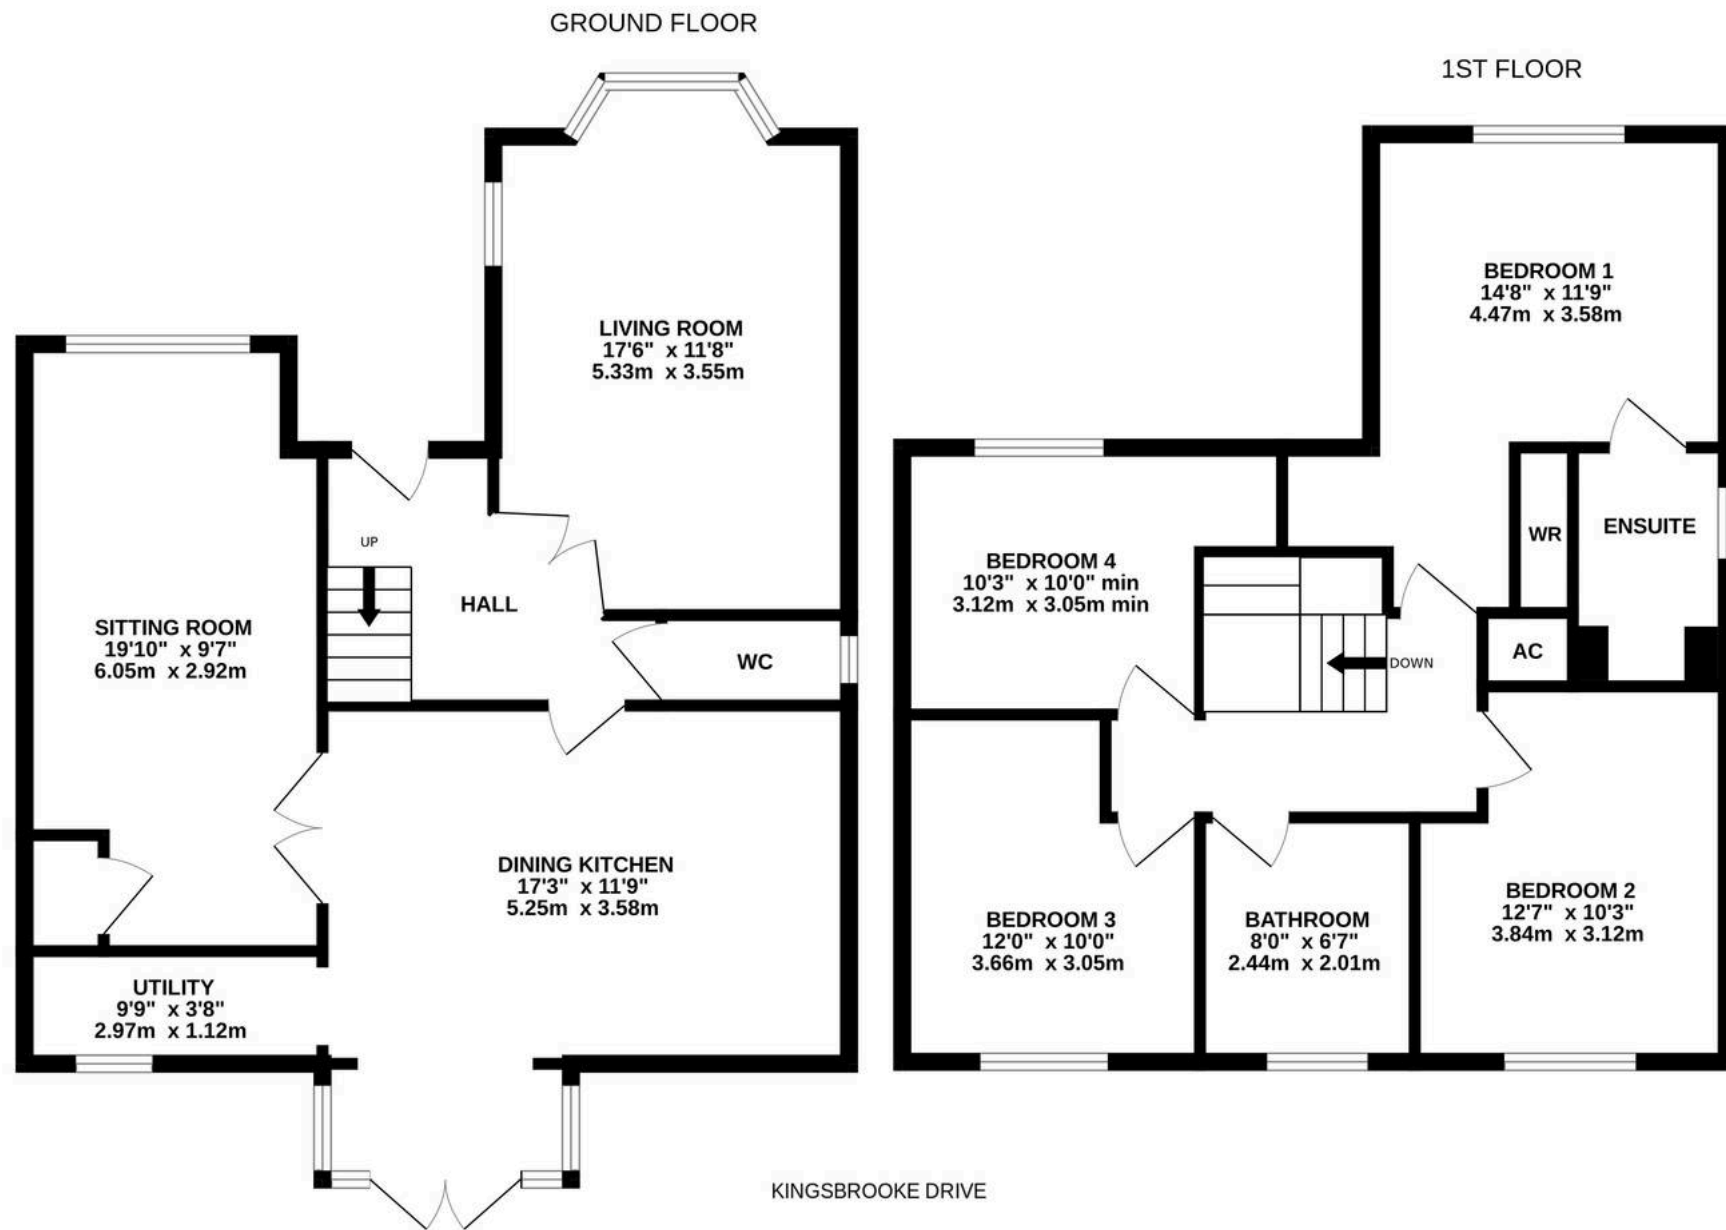 GROUND FLOOR
LIVING ROOM
17'6" x 11'8"
5.33m x 3.55m
UP
HALL
SITTING ROOM
19'10" x 9'7"
6.05m x 2.92m
WC
DINING KITCHEN
17'3" x 11'9"
5.25m x 3.58m
UTILITY
9'9" x 3'8"
2.97m x 1.12m
1ST FLOOR
BEDROOM 1
14'8" x 11'9"
4.47m x 3.58m
WR
ENSUITE
BEDROOM 4
10'3" x 10'0" min
3.12m x 3.05m min
AC
DOWN
BEDROOM 3
12'0" x 10'0"
3.66m x 3.05m
BATHROOM
8'0" x 6'7"
2.44m x 2.01m
BEDROOM 2
12'7" x 10'3"
3.84m x 3.12m
KINGSBROOKE DRIVE